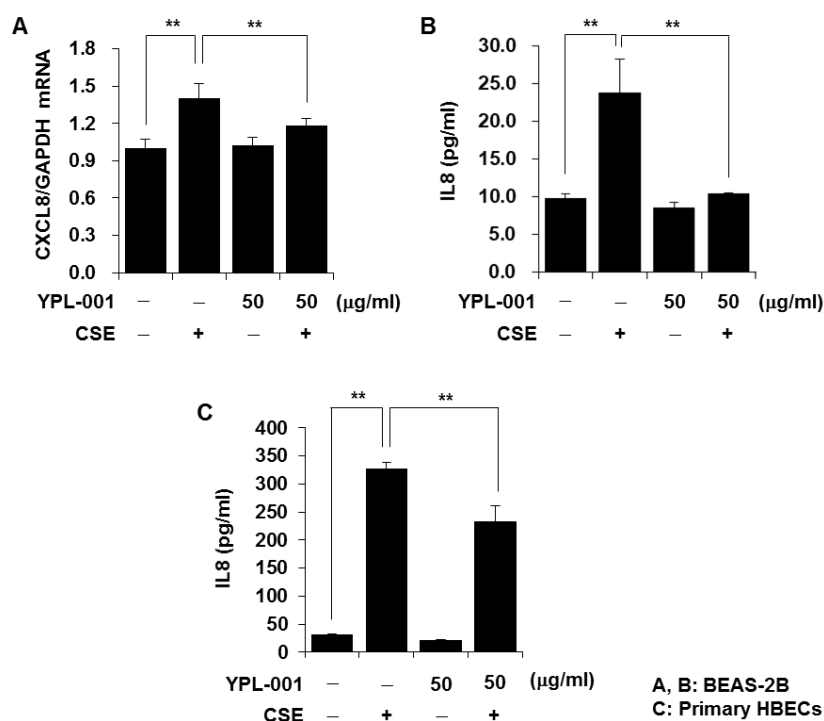 A
CXCL8/GAPDH mRNA
1.8
1.5
1.2
0.9
0.6
0.3
0.0
** **
YPL-001 — — 50 50 (μg/ml)
CSE — + — +
B
IL8 (pg/ml)
30.0
25.0
20.0
15.0
10.0
5.0
0.0
** **
YPL-001 — — 50 50 (μg/ml)
CSE — + — +
C
IL8 (pg/ml)
400
350
300
250
200
150
100
50
0
** **
YPL-001 — — 50 50 (μg/ml)
CSE — + — +
A, B: BEAS-2B
C: Primary HBECs